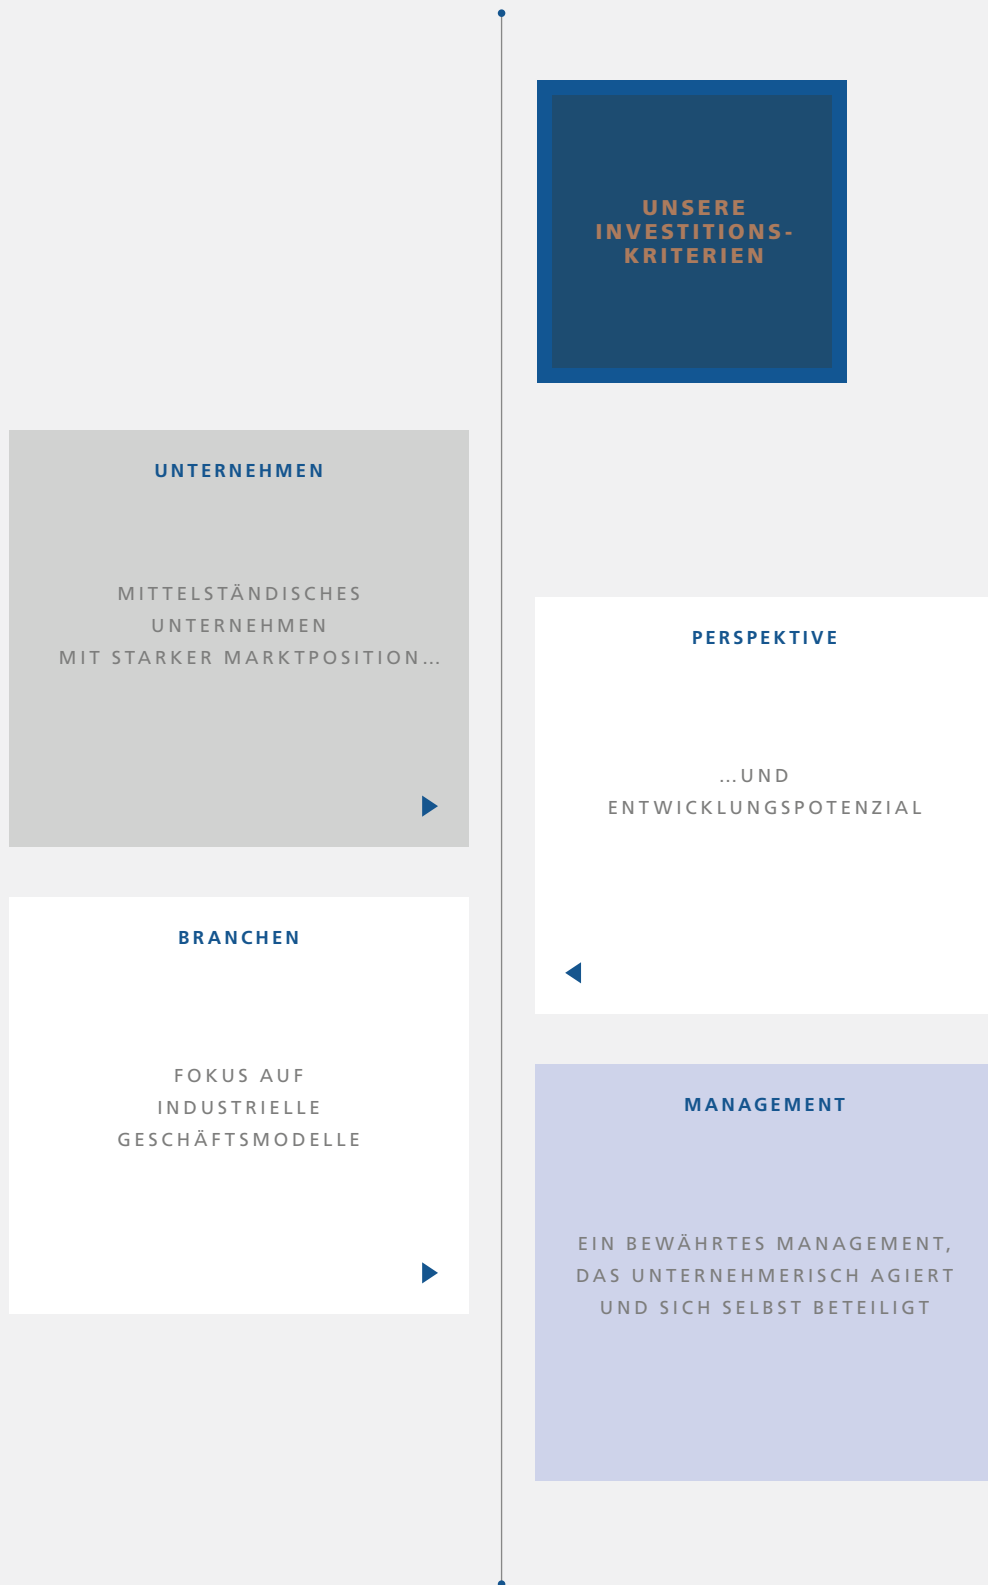 UNSERE
INVESTITIONS-
KRITERIEN
UNTERNEHMEN
MITTELSTÄNDISCHES
UNTERNEHMEN
MIT STARKER MARKTPOSITION...
PERSPEKTIVE
...UND
ENTWICKLUNGSPOTENZIAL
BRANCHEN
FOKUS AUF
INDUSTRIELLE
GESCHÄFTSMODELLE
MANAGEMENT
EIN BEWÄHRTES MANAGEMENT,
DAS UNTERNEHMERISCH AGIERT
UND SICH SELBST BETEILIGT